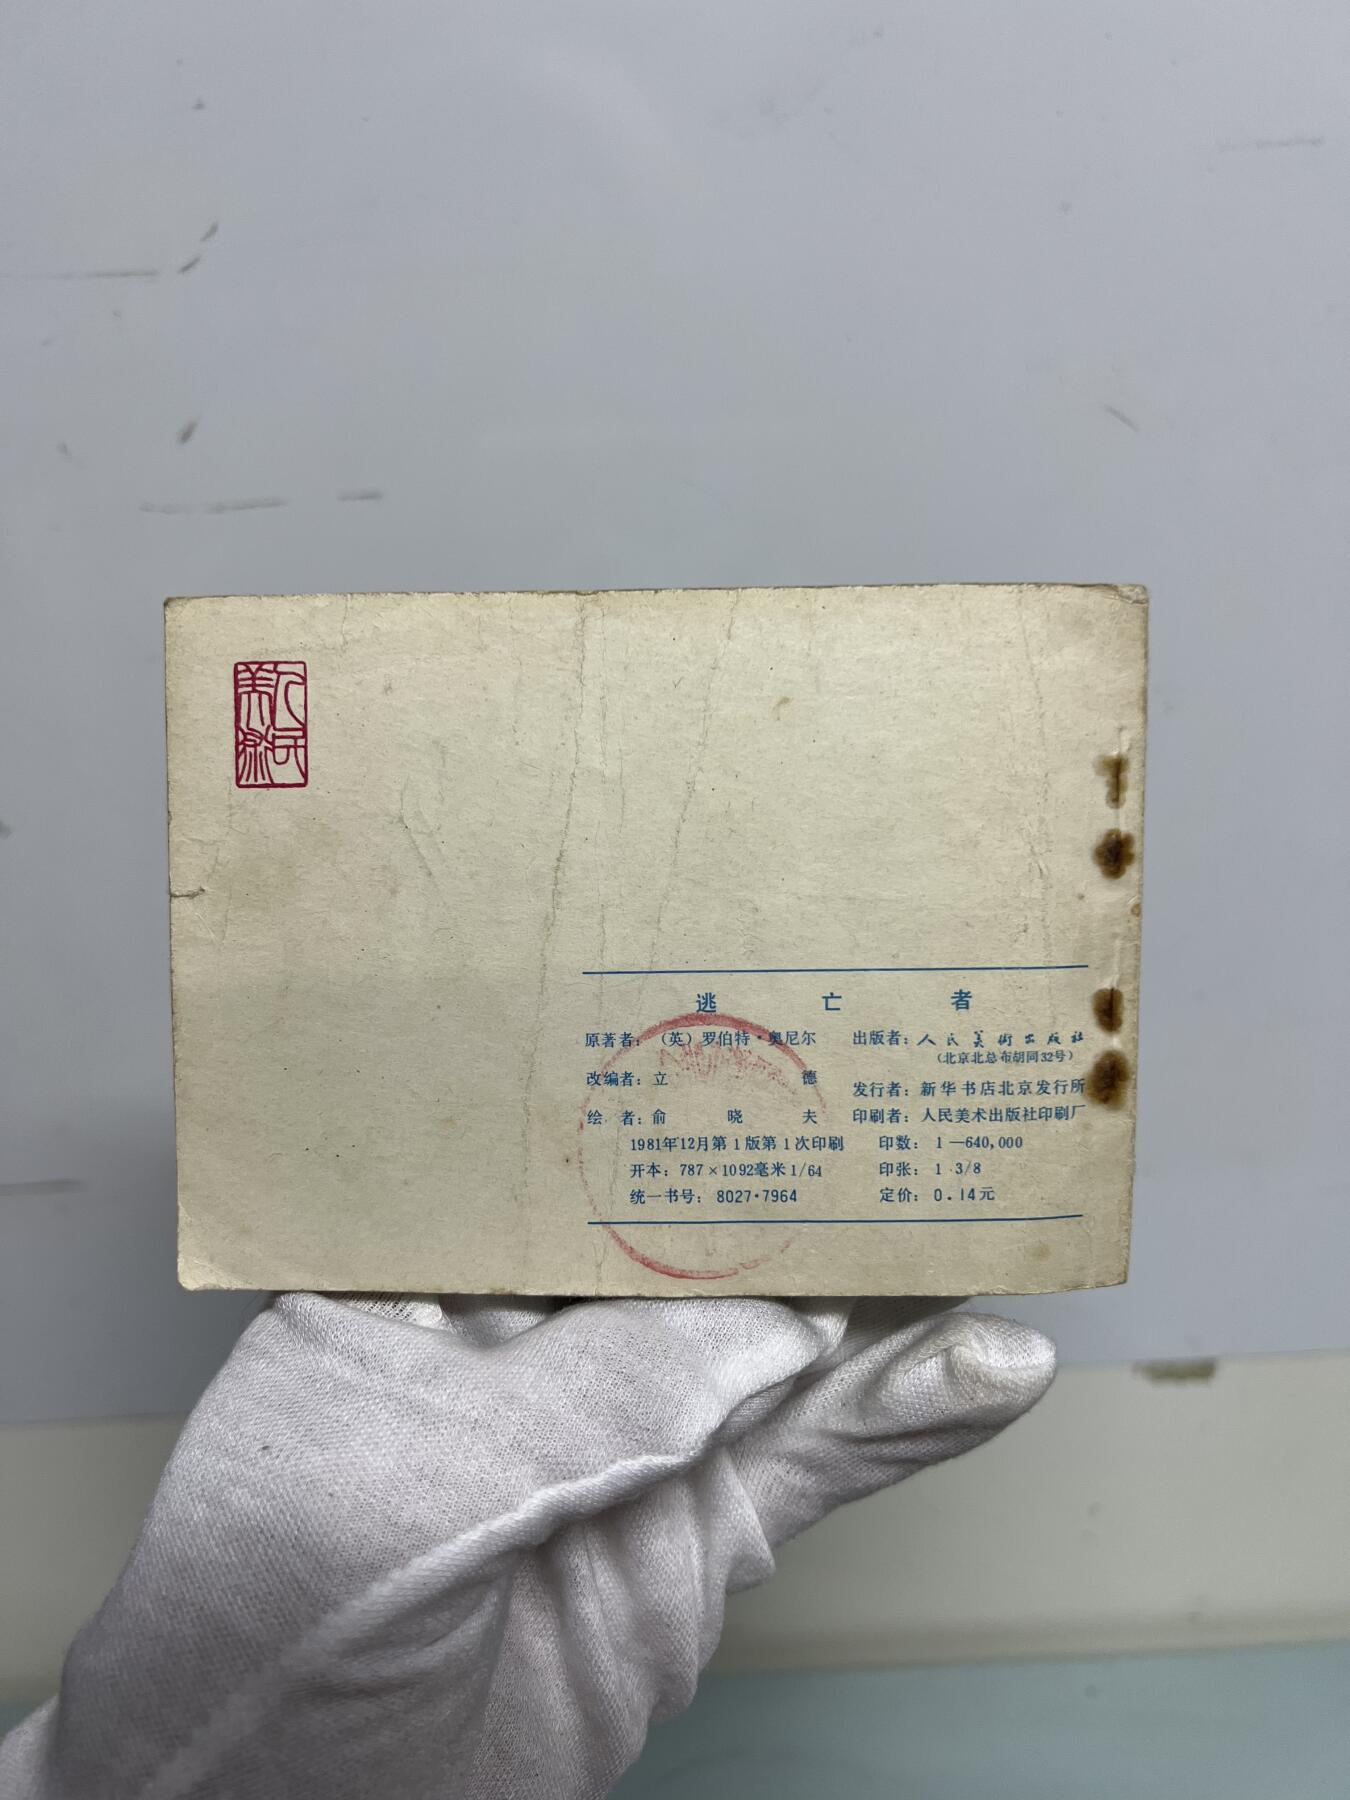 人民美术
逃亡者
原著者：（英）罗伯特·奥尼尔
改编者：立德
绘者：俞晓夫
出版者：人民美術出版社
（北京北总布胡同32号）
发行者：新华书店北京发行所
印刷者：人民美术出版社印刷厂
1981年12月第1版第1次印刷
印数：1—640,000
开本：787×1092毫米1/64
印张：1 3/8
统一书号：8027·7964
定价：0.14元